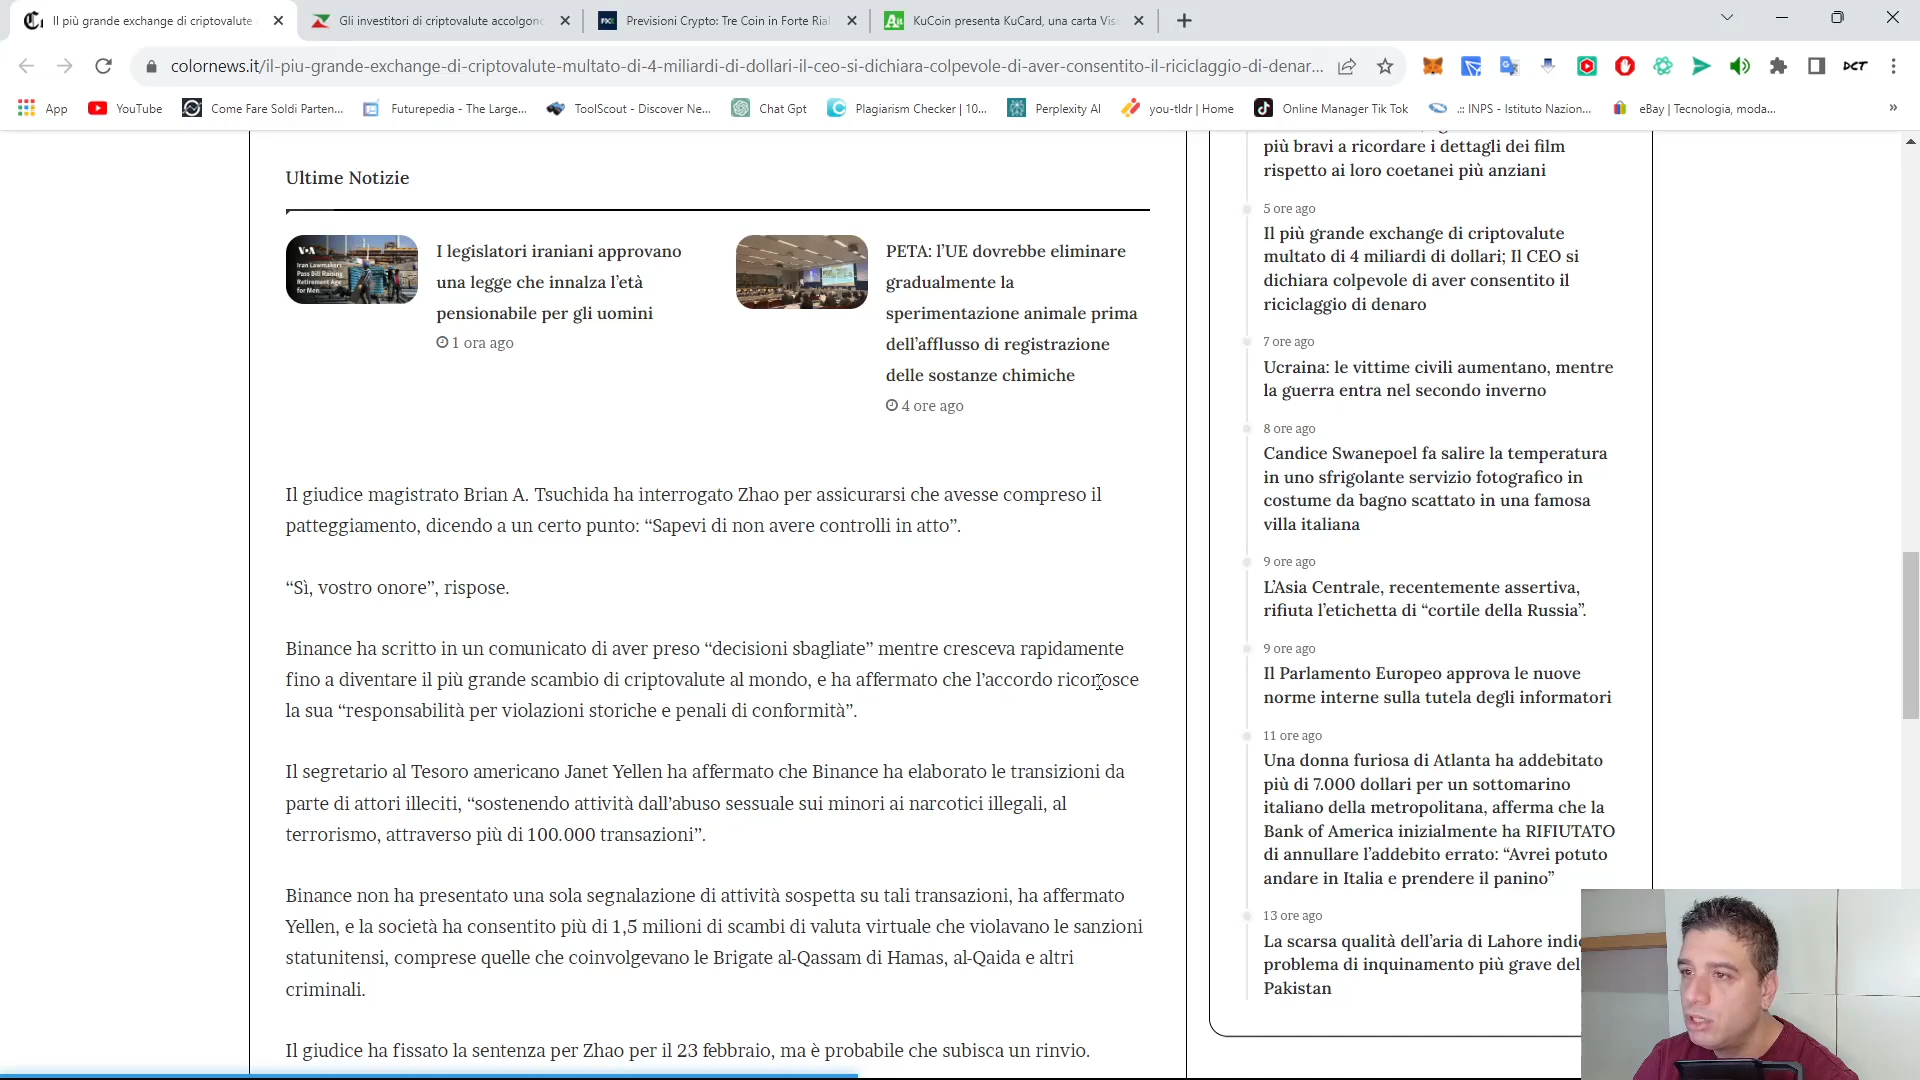 Il più grande exchange di criptovalute
Gli investitori di criptovalute accolgono
Previsioni Crypto: Tre Coin in Forte Rial
KuCoin presenta KuCard, una carta Vis
colornews.it/il-piu-grande-exchange-di-criptovalute-multato-di-4-miliardi-di-dollari-il-ceo-si-dichiara-colpevole-di-aver-consentito-il-riciclaggio-di-denar...
App
YouTube
Come Fare Soldi Parten...
Futurepedia - The Large...
ToolScout - Discover Ne...
Chat Gpt
Plagiarism Checker | 10...
Perplexity AI
you-tldr | Home
Online Manager Tik Tok
.:: INPS - Istituto Nazion...
eBay | Tecnologia, moda...
Ultime Notizie
VOA
Iran Lawmakers
Pass Bill Raising
Retirement Age
for Men
I legislatori iraniani approvano
una legge che innalza l’età
pensionabile per gli uomini
1 ora ago
PETA: l’UE dovrebbe eliminare
gradualmente la
sperimentazione animale prima
dell’afflusso di registrazione
delle sostanze chimiche
4 ore ago
Il giudice magistrato Brian A. Tsuchida ha interrogato Zhao per assicurarsi che avesse compreso il
patteggiamento, dicendo a un certo punto: “Sapevi di non avere controlli in atto”.
“Sì, vostro onore”, rispose.
Binance ha scritto in un comunicato di aver preso “decisioni sbagliate” mentre cresceva rapidamente
fino a diventare il più grande scambio di criptovalute al mondo, e ha affermato che l’accordo riconosce
la sua “responsabilità per violazioni storiche e penali di conformità”.
Il segretario al Tesoro americano Janet Yellen ha affermato che Binance ha elaborato le transizioni da
parte di attori illeciti, “sostenendo attività dall’abuso sessuale sui minori ai narcotici illegali, al
terrorismo, attraverso più di 100.000 transazioni”.
Binance non ha presentato una sola segnalazione di attività sospetta su tali transazioni, ha affermato
Yellen, e la società ha consentito più di 1,5 milioni di scambi di valuta virtuale che violavano le sanzioni
statunitensi, comprese quelle che coinvolgevano le Brigate al-Qassam di Hamas, al-Qaida e altri
criminali.
Il giudice ha fissato la sentenza per Zhao per il 23 febbraio, ma è probabile che subisca un rinvio.
più bravi a ricordare i dettagli dei film
rispetto ai loro coetanei più anziani
5 ore ago
Il più grande exchange di criptovalute
multato di 4 miliardi di dollari; Il CEO si
dichiara colpevole di aver consentito il
riciclaggio di denaro
7 ore ago
Ucraina: le vittime civili aumentano, mentre
la guerra entra nel secondo inverno
8 ore ago
Candice Swanepoel fa salire la temperatura
in uno sfrigolante servizio fotografico in
costume da bagno scattato in una famosa
villa italiana
9 ore ago
L’Asia Centrale, recentemente assertiva,
rifiuta l’etichetta di “cortile della Russia”.
9 ore ago
Il Parlamento Europeo approva le nuove
norme interne sulla tutela degli informatori
11 ore ago
Una donna furiosa di Atlanta ha addebitato
più di 7.000 dollari per un sottomarino
italiano della metropolitana, afferma che la
Bank of America inizialmente ha RIFIUTATO
di annullare l’addebito errato: “Avrei potuto
andare in Italia e prendere il panino”
13 ore ago
La scarsa qualità dell’aria di Lahore indic
problema di inquinamento più grave del
Pakistan